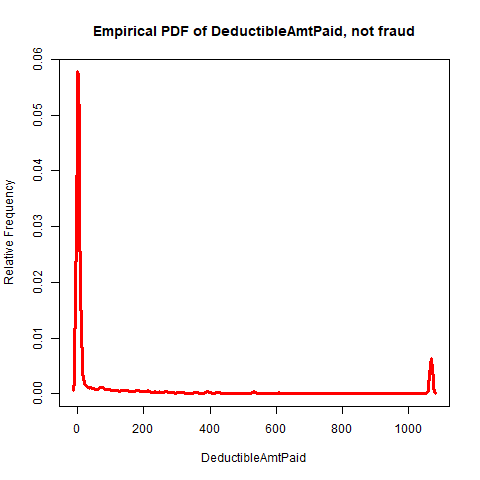 Empirical PDF of DeductibleAmtPaid, not fraud
Relative Frequency
0.06
0.05
0.04
0.03
0.02
0.01
0.00
0 200 400 600 800 1000
DeductibleAmtPaid